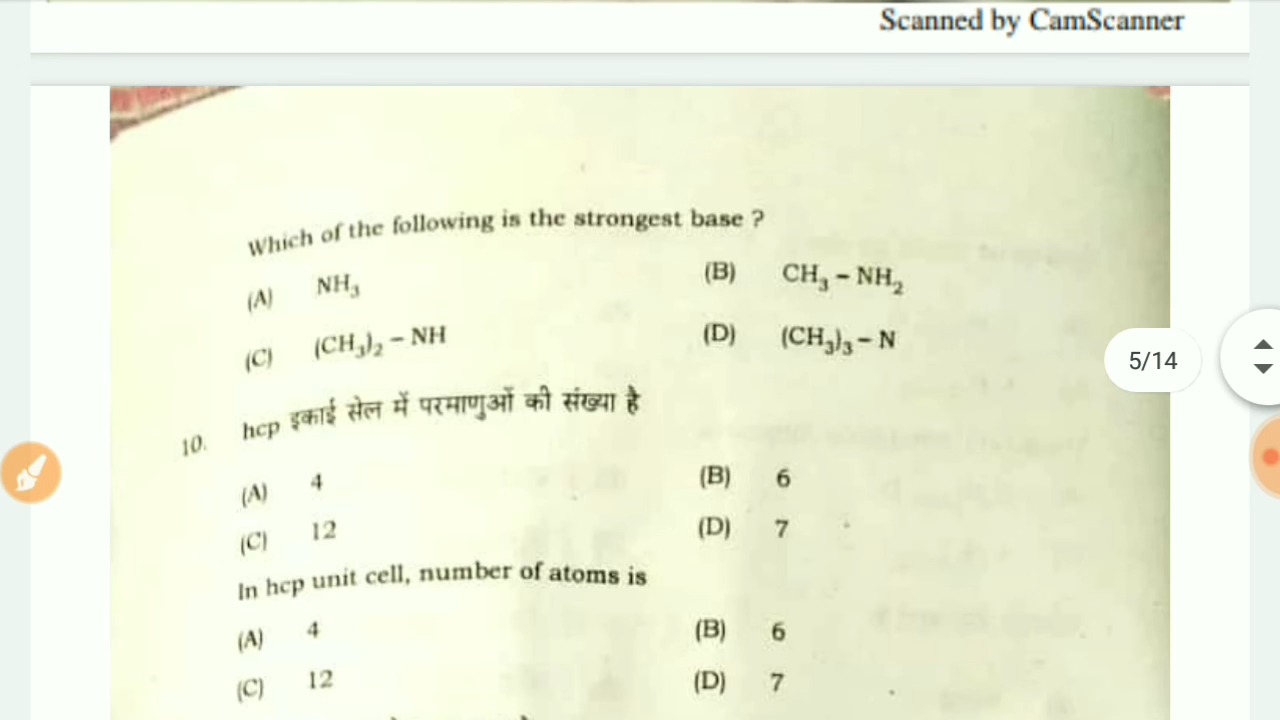 Scanned by CamScanner
Which of the following is the strongest base ?
(A) NH₃ (B) CH₃ – NH₂
(C) (CH₃)₂ – NH (D) (CH₃)₃ – N
5/14
10. hcp इकाई सेल में परमाणुओं की संख्या है
(A) 4 (B) 6
(C) 12 (D) 7
In hcp unit cell, number of atoms is
(A) 4 (B) 6
(C) 12 (D) 7